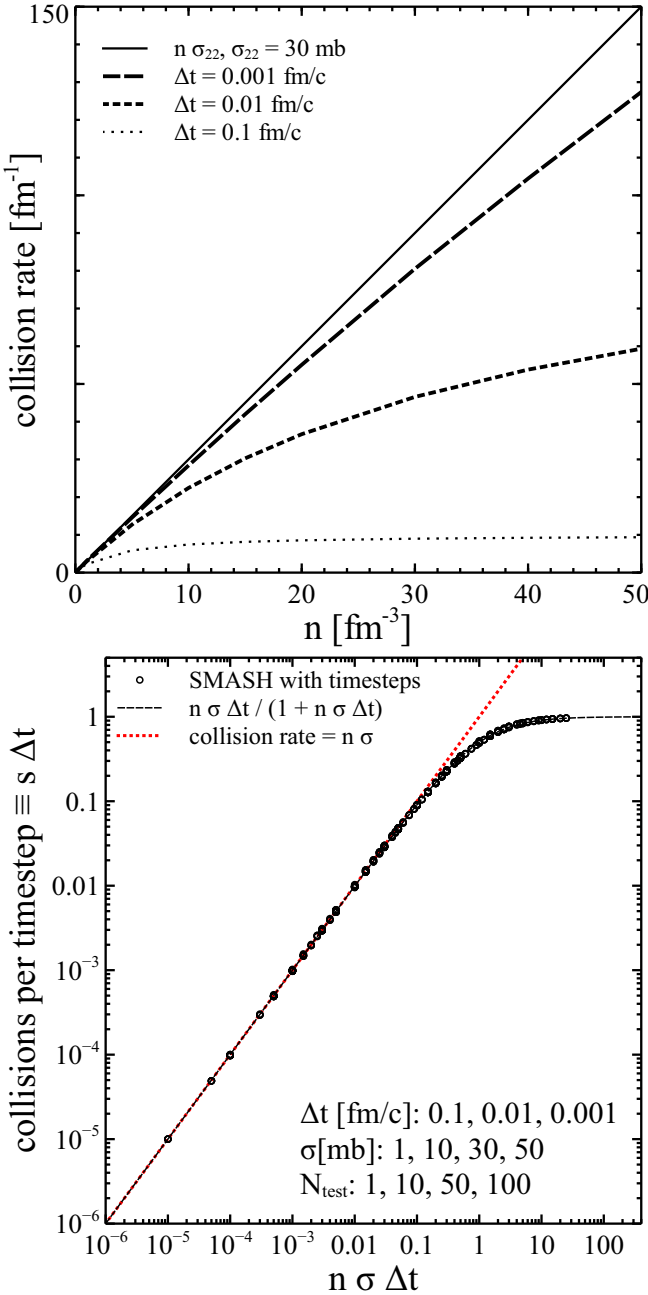 150
n σ₂₂, σ₂₂ = 30 mb
Δt = 0.001 fm/c
Δt = 0.01 fm/c
Δt = 0.1 fm/c
collision rate [fm⁻¹]
0
0 10 20 30 40 50
n [fm⁻³]
SMASH with timesteps
n σ Δt / (1 + n σ Δt)
collision rate = n σ
collisions per timestep ≡ s Δt
1
0.1
0.01
10⁻³
10⁻⁴
10⁻⁵
10⁻⁶
Δt [fm/c]: 0.1, 0.01, 0.001
σ[mb]: 1, 10, 30, 50
Nₜₑₛₜ: 1, 10, 50, 100
10⁻⁶ 10⁻⁵ 10⁻⁴ 10⁻³ 0.01 0.1 1 10 100
n σ Δt